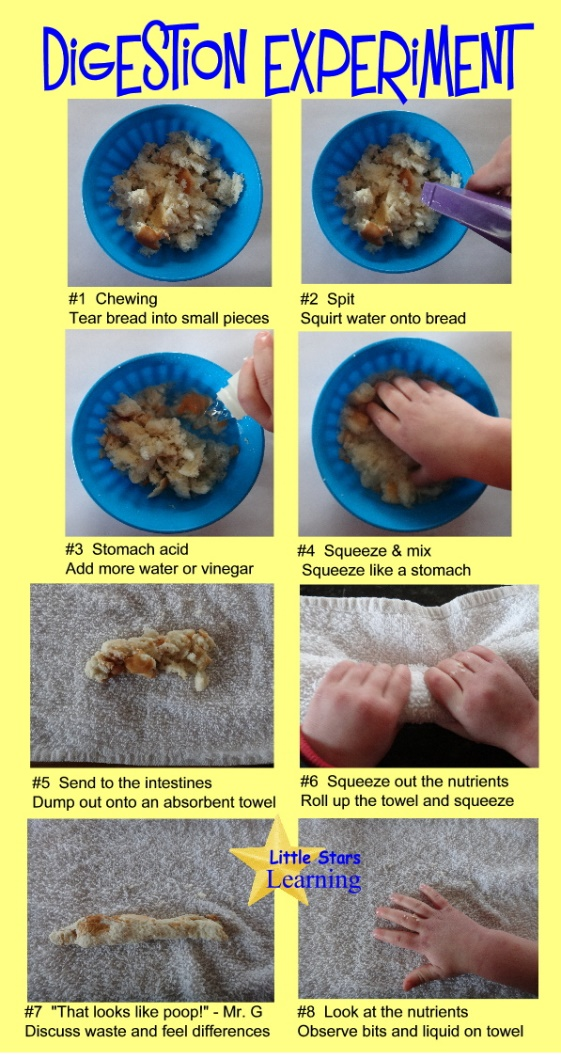 DiGESTiON EXPERiMENT
#1 Chewing
Tear bread into small pieces
#2 Spit
Squirt water onto bread
#3 Stomach acid
Add more water or vinegar
#4 Squeeze & mix
Squeeze like a stomach
#5 Send to the intestines
Dump out onto an absorbent towel
#6 Squeeze out the nutrients
Roll up the towel and squeeze
Little Stars
Learning
#7 "That looks like poop!" - Mr. G
Discuss waste and feel differences
#8 Look at the nutrients
Observe bits and liquid on towel